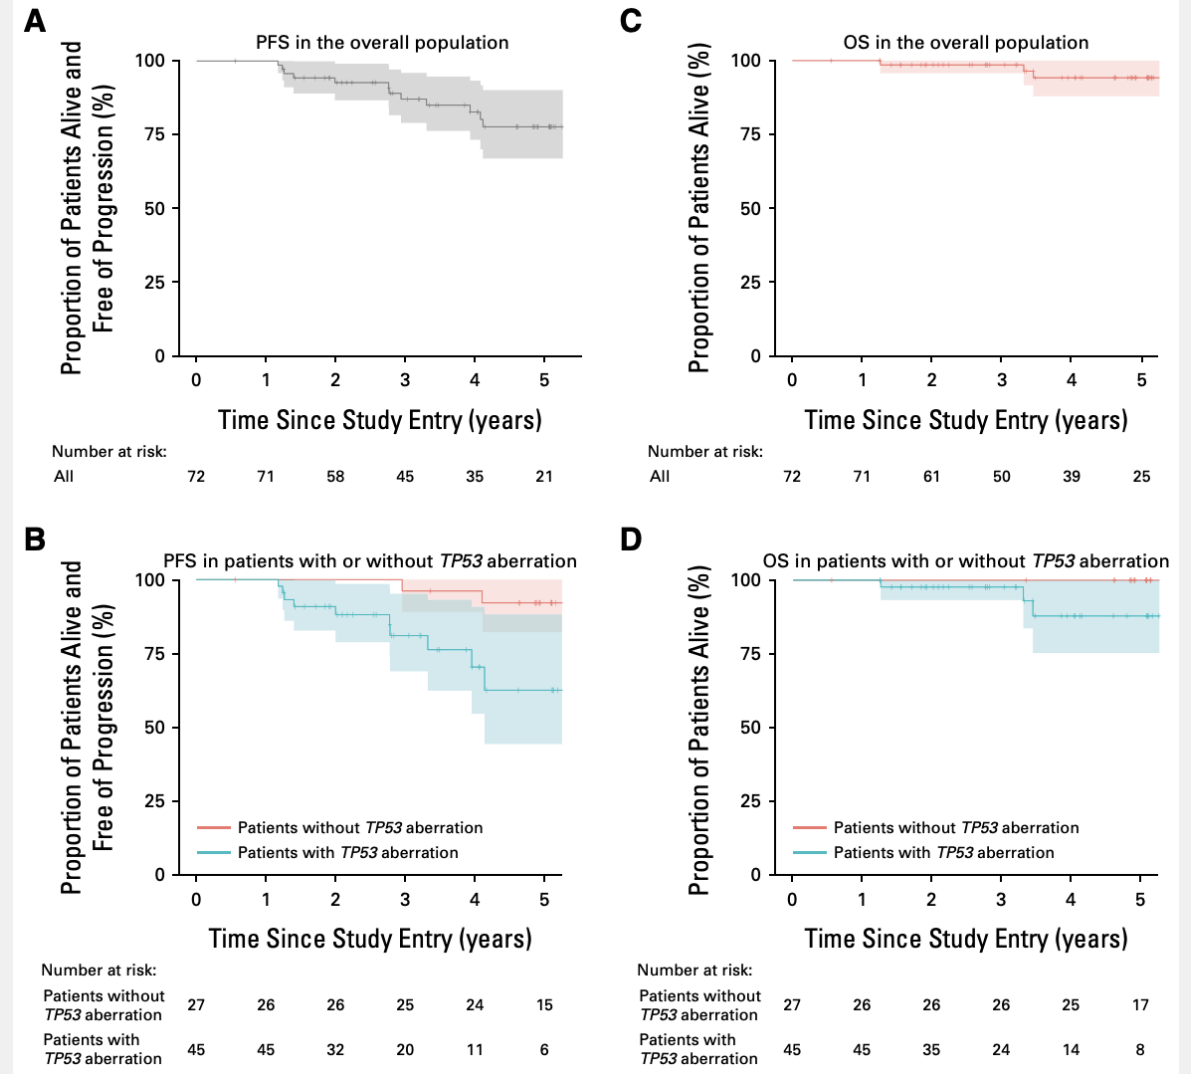 A
PFS in the overall population
Proportion of Patients Alive and
Free of Progression (%)
100
75
50
25
0
0 1 2 3 4 5
Time Since Study Entry (years)
Number at risk:
All 72 71 58 45 35 21
C
OS in the overall population
Proportion of Patients Alive (%)
100
75
50
25
0
0 1 2 3 4 5
Time Since Study Entry (years)
Number at risk:
All 72 71 61 50 39 25
B
PFS in patients with or without TP53 aberration
Proportion of Patients Alive and
Free of Progression (%)
100
75
50
25
0
Patients without TP53 aberration
Patients with TP53 aberration
0 1 2 3 4 5
Time Since Study Entry (years)
Number at risk:
Patients without
TP53 aberration
27 26 26 25 24 15
Patients with
TP53 aberration
45 45 32 20 11 6
D
OS in patients with or without TP53 aberration
Proportion of Patients Alive (%)
100
75
50
25
0
Patients without TP53 aberration
Patients with TP53 aberration
0 1 2 3 4 5
Time Since Study Entry (years)
Number at risk:
Patients without
TP53 aberration
27 26 26 26 25 17
Patients with
TP53 aberration
45 45 35 24 14 8